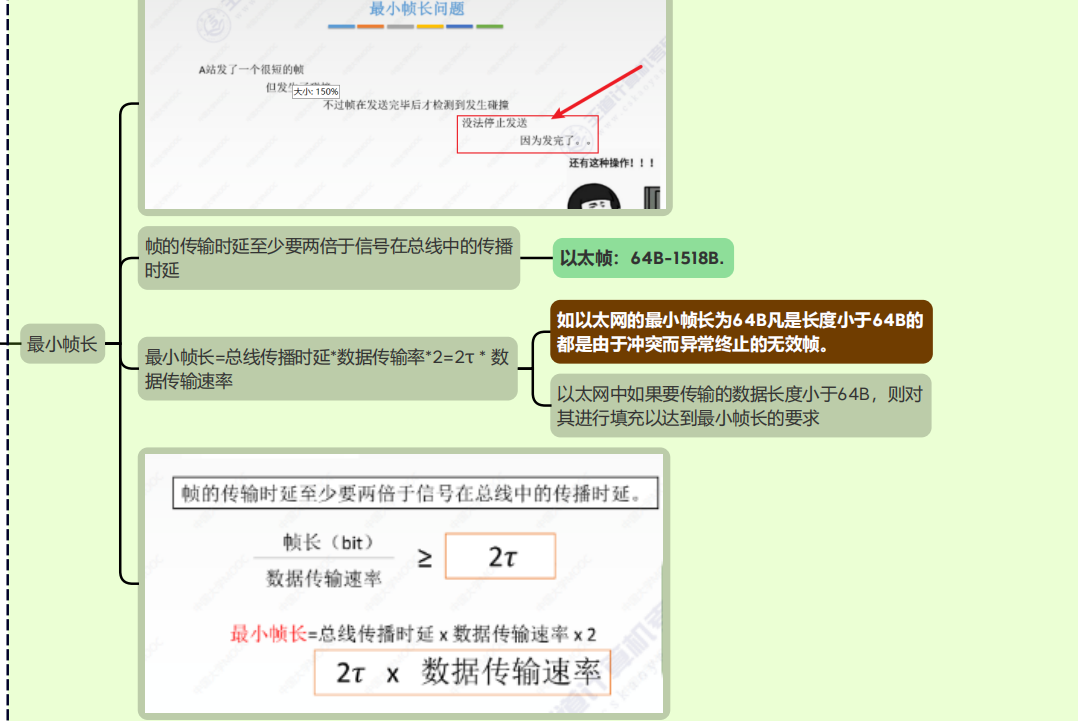 最小帧长问题
A站发了一个很短的帧
但发生了碰撞
大小: 150%
不过帧在发送完毕后才检测到发生碰撞
没法停止发送
因为发完了。。
还有这种操作！！！
帧的传输时延至少要两倍于信号在总线中的传播
时延
以太帧：64B-1518B.
最小帧长
如以太网的最小帧长为64B凡是长度小于64B的
都是由于冲突而异常终止的无效帧。
最小帧长=总线传播时延*数据传输率*2=2τ * 数
据传输速率
以太网中如果要传输的数据长度小于64B，则对
其进行填充以达到最小帧长的要求
帧的传输时延至少要两倍于信号在总线中的传播时延。
帧长（bit）
数据传输速率
≥ 2τ
最小帧长=总线传播时延 x 数据传输速率 x 2
2τ x 数据传输速率